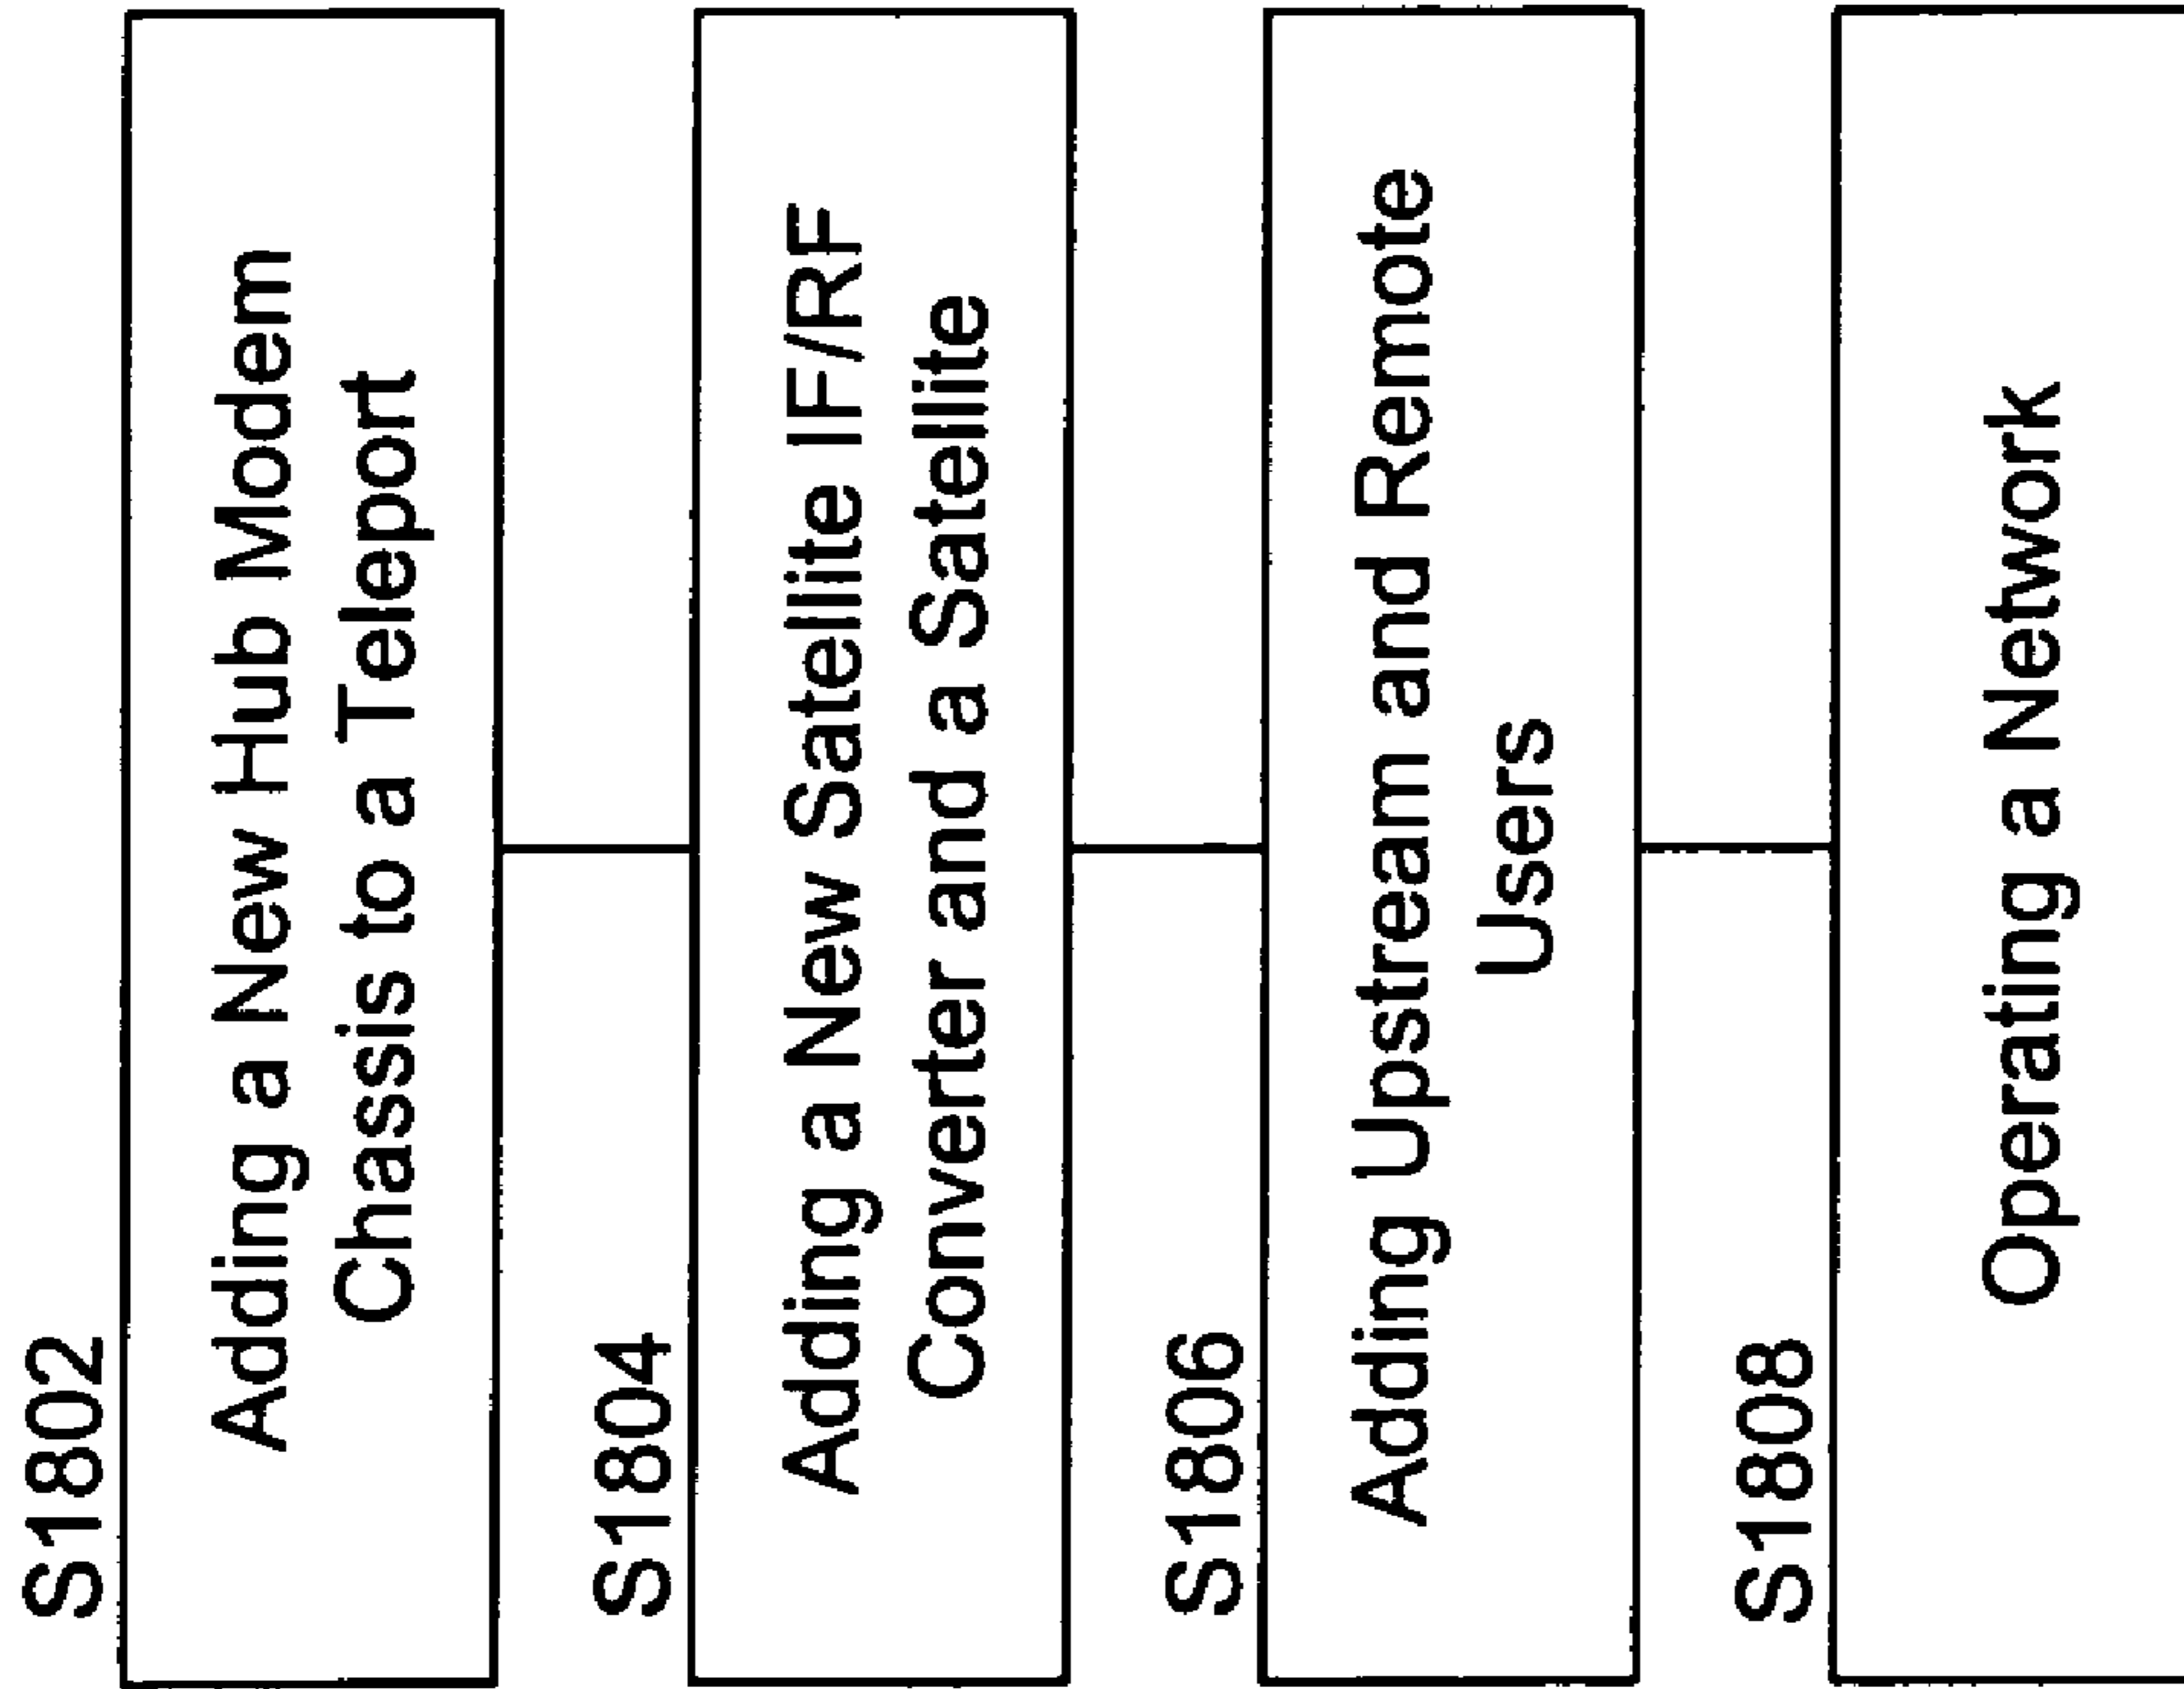 S1802
Adding a New Hub Modem
Chassis to a Teleport
S1804
Adding a New Satellite IF/RF
Converter and a Satellite
S1806
Adding Upstream and Remote
Users
S1808
Operating a Network